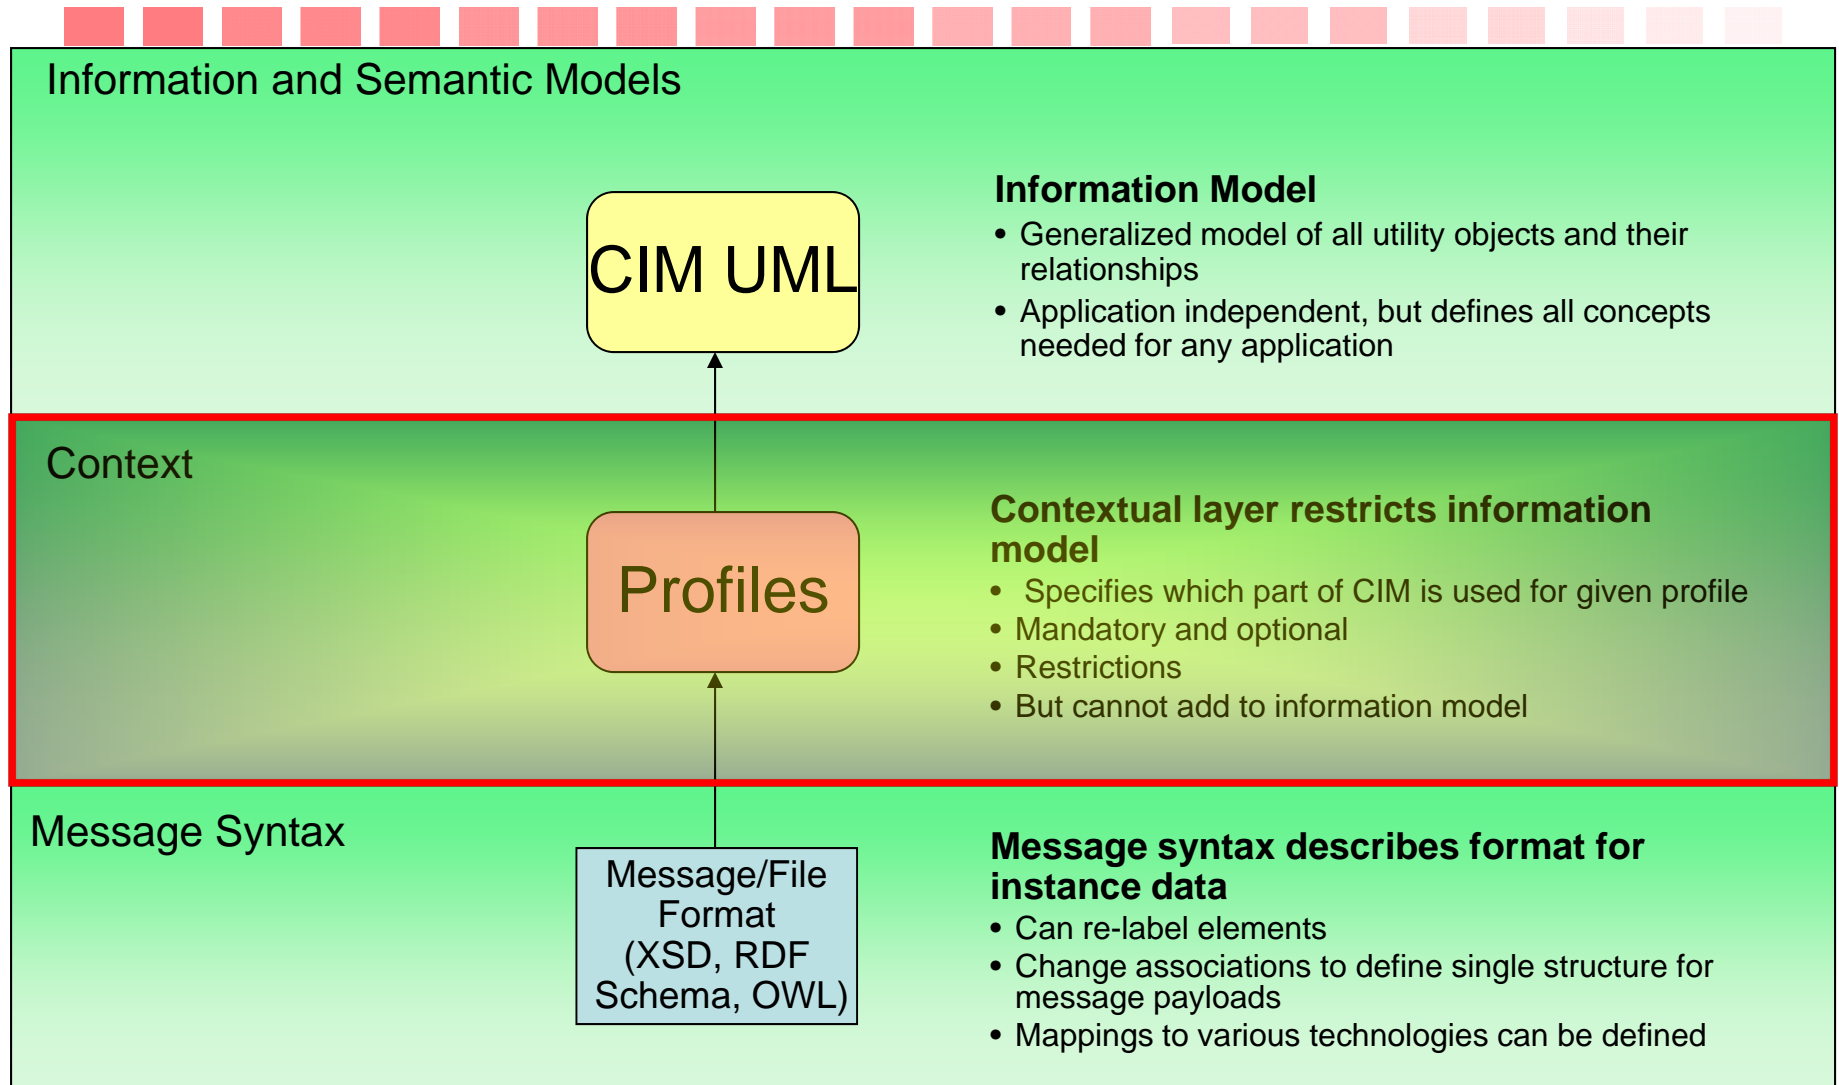 Information and Semantic Models
CIM UML
Information Model
• Generalized model of all utility objects and their
relationships
• Application independent, but defines all concepts
needed for any application
Context
Profiles
Contextual layer restricts information
model
• Specifies which part of CIM is used for given profile
• Mandatory and optional
• Restrictions
• But cannot add to information model
Message Syntax
Message/File
Format
(XSD, RDF
Schema, OWL)
Message syntax describes format for
instance data
• Can re-label elements
• Change associations to define single structure for
message payloads
• Mappings to various technologies can be defined